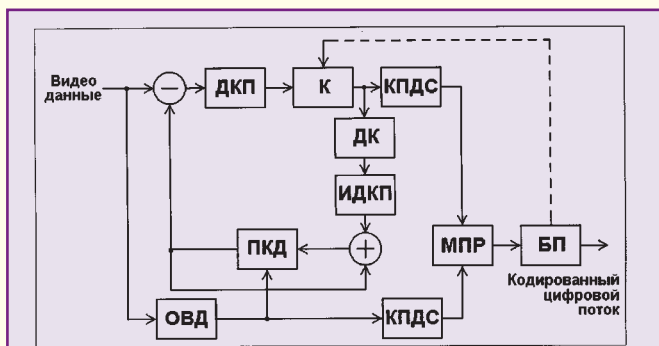 Видео
данные
ДКП
К
КПДС
ДК
ИДКП
ПКД
МПР
БП
Кодированный
цифровой
поток
ОВД
КПДС